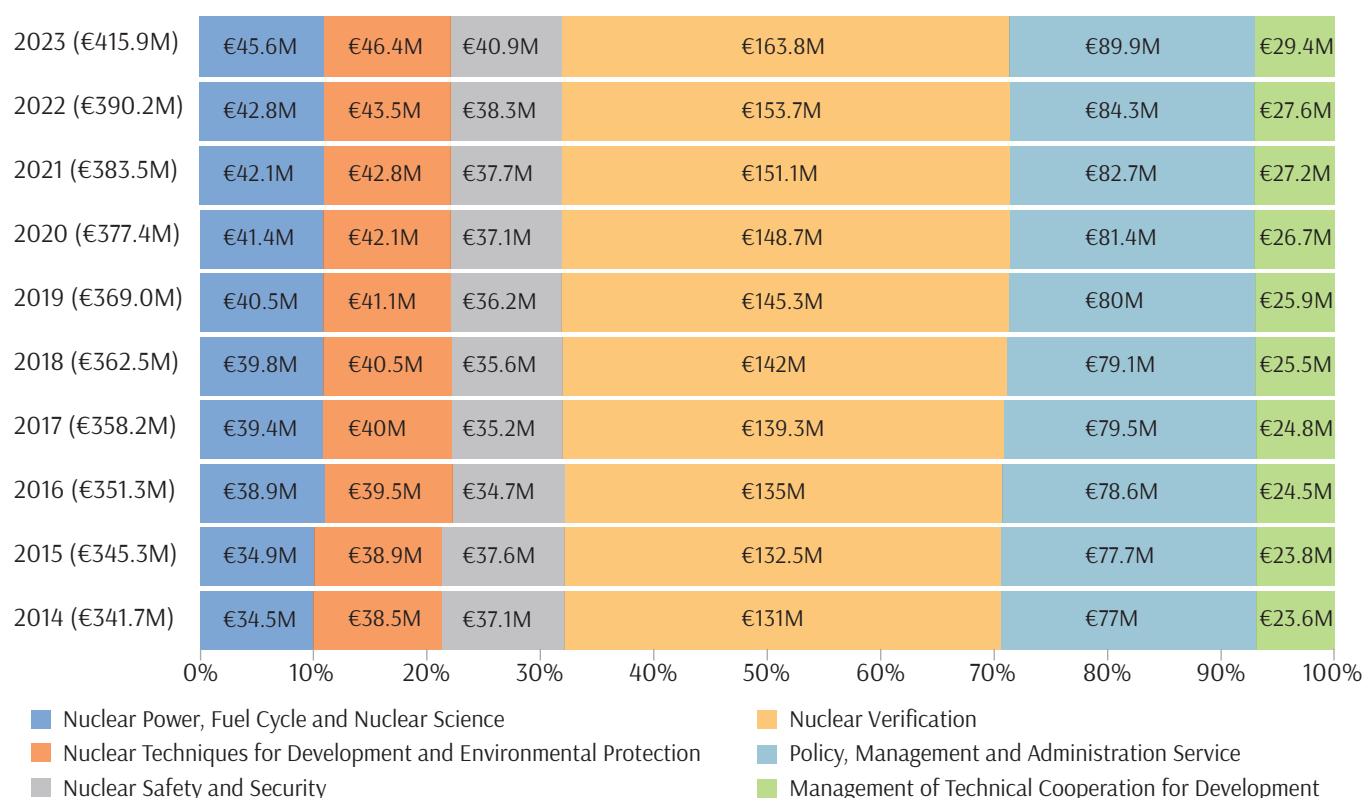 2023 (€415.9M) €45.6M €46.4M €40.9M €163.8M €89.9M €29.4M
2022 (€390.2M) €42.8M €43.5M €38.3M €153.7M €84.3M €27.6M
2021 (€383.5M) €42.1M €42.8M €37.7M €151.1M €82.7M €27.2M
2020 (€377.4M) €41.4M €42.1M €37.1M €148.7M €81.4M €26.7M
2019 (€369.0M) €40.5M €41.1M €36.2M €145.3M €80M €25.9M
2018 (€362.5M) €39.8M €40.5M €35.6M €142M €79.1M €25.5M
2017 (€358.2M) €39.4M €40M €35.2M €139.3M €79.5M €24.8M
2016 (€351.3M) €38.9M €39.5M €34.7M €135M €78.6M €24.5M
2015 (€345.3M) €34.9M €38.9M €37.6M €132.5M €77.7M €23.8M
2014 (€341.7M) €34.5M €38.5M €37.1M €131M €77M €23.6M
0% 10% 20% 30% 40% 50% 60% 70% 80% 90% 100%
Nuclear Power, Fuel Cycle and Nuclear Science
Nuclear Techniques for Development and Environmental Protection
Nuclear Safety and Security
Nuclear Verification
Policy, Management and Administration Service
Management of Technical Cooperation for Development